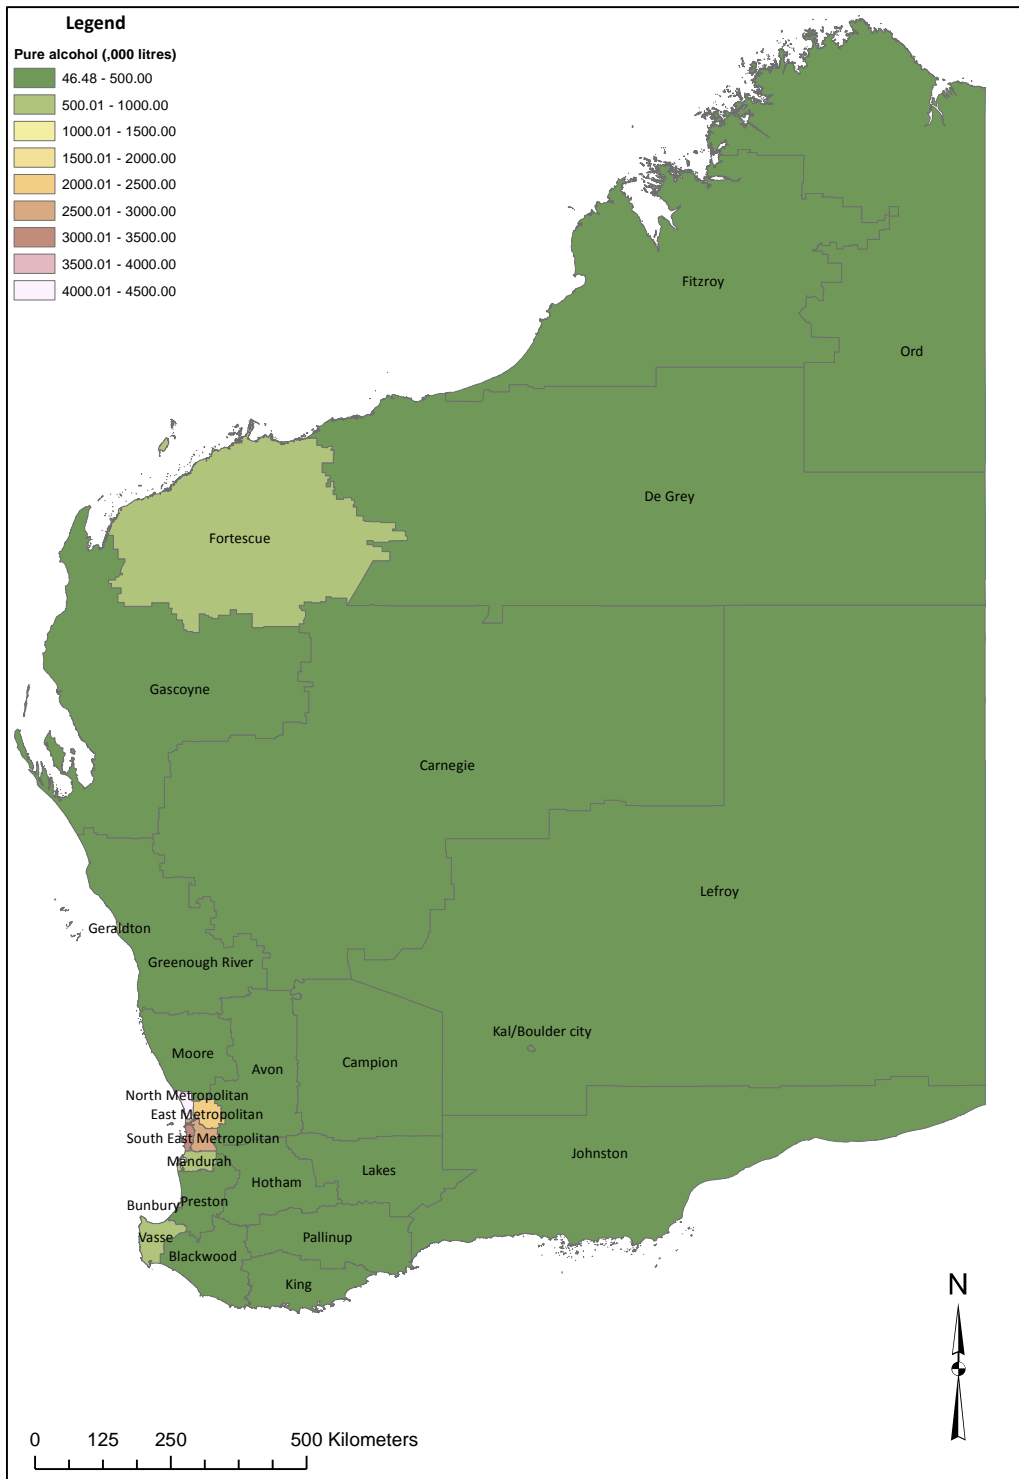 Legend
Pure alcohol (,000 litres)
46.48 - 500.00
500.01 - 1000.00
1000.01 - 1500.00
1500.01 - 2000.00
2000.01 - 2500.00
2500.01 - 3000.00
3000.01 - 3500.00
3500.01 - 4000.00
4000.01 - 4500.00
Fitzroy
Ord
De Grey
Fortescue
Gascoyne
Carnegie
Lefroy
Geraldton
Greenough River
Kal/Boulder city
Moore
Avon
Campion
North Metropolitan
East Metropolitan
South East Metropolitan
Johnston
Mandurah
Lakes
Hotham
Preston
Bunbury
Vasse
Pallinup
Blackwood
King
N
0 125 250 500 Kilometers